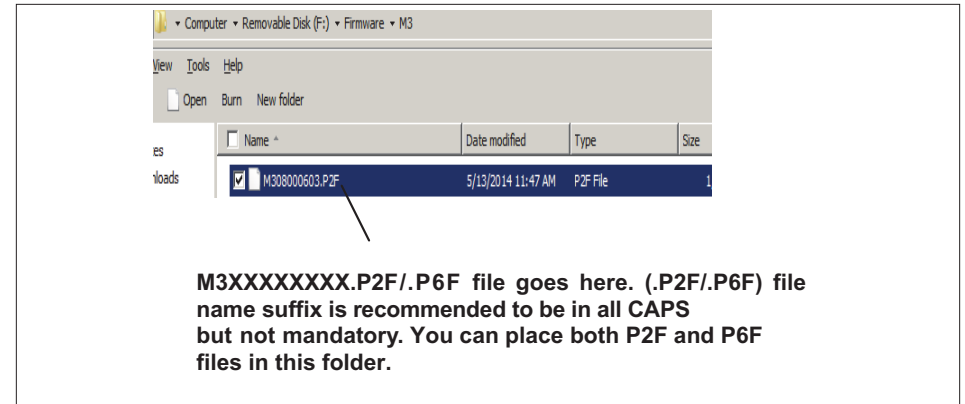 ▾ Computer ▾ Removable Disk (F:) ▾ Firmware ▾ M3
View Tools Help
Open Burn New folder
Name Date modified Type Size
M308000603.P2F 5/13/2014 11:47 AM P2F File 1
M3XXXXXXXX.P2F/.P6F file goes here. (.P2F/.P6F) file
name suffix is recommended to be in all CAPS
but not mandatory. You can place both P2F and P6F
files in this folder.